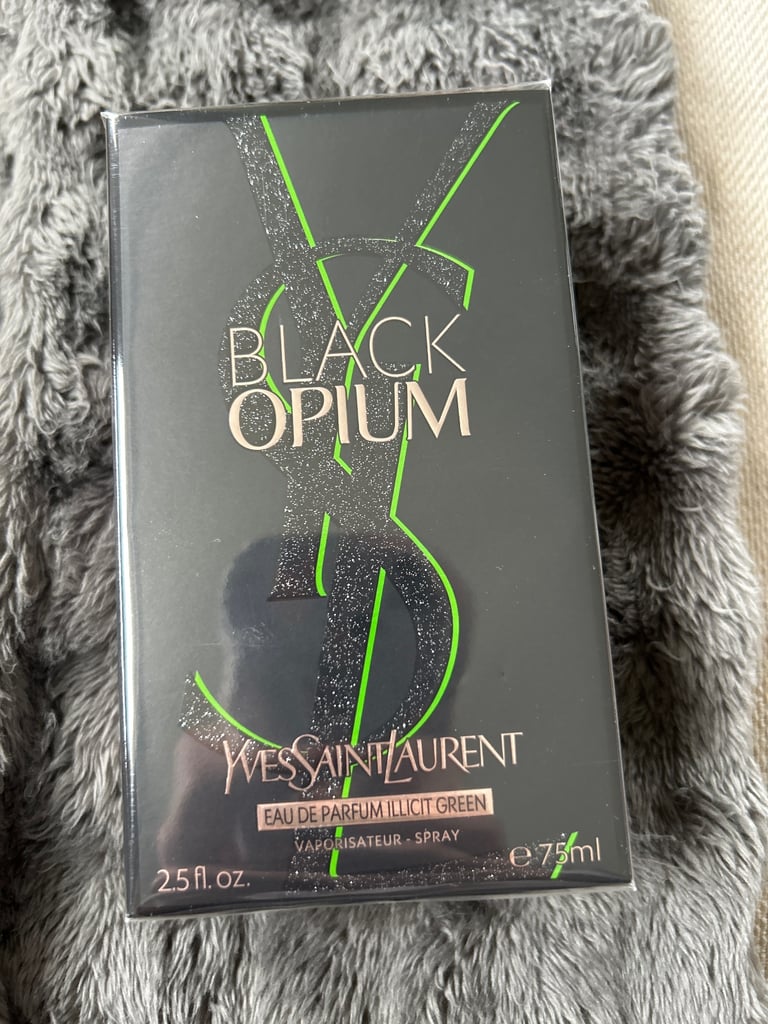 BLACK
OPIUM
YVESSAINTLAURENT
EAU DE PARFUM ILLICIT GREEN
VAPORISATEUR - SPRAY
2.5 fl. oz.
e 75ml